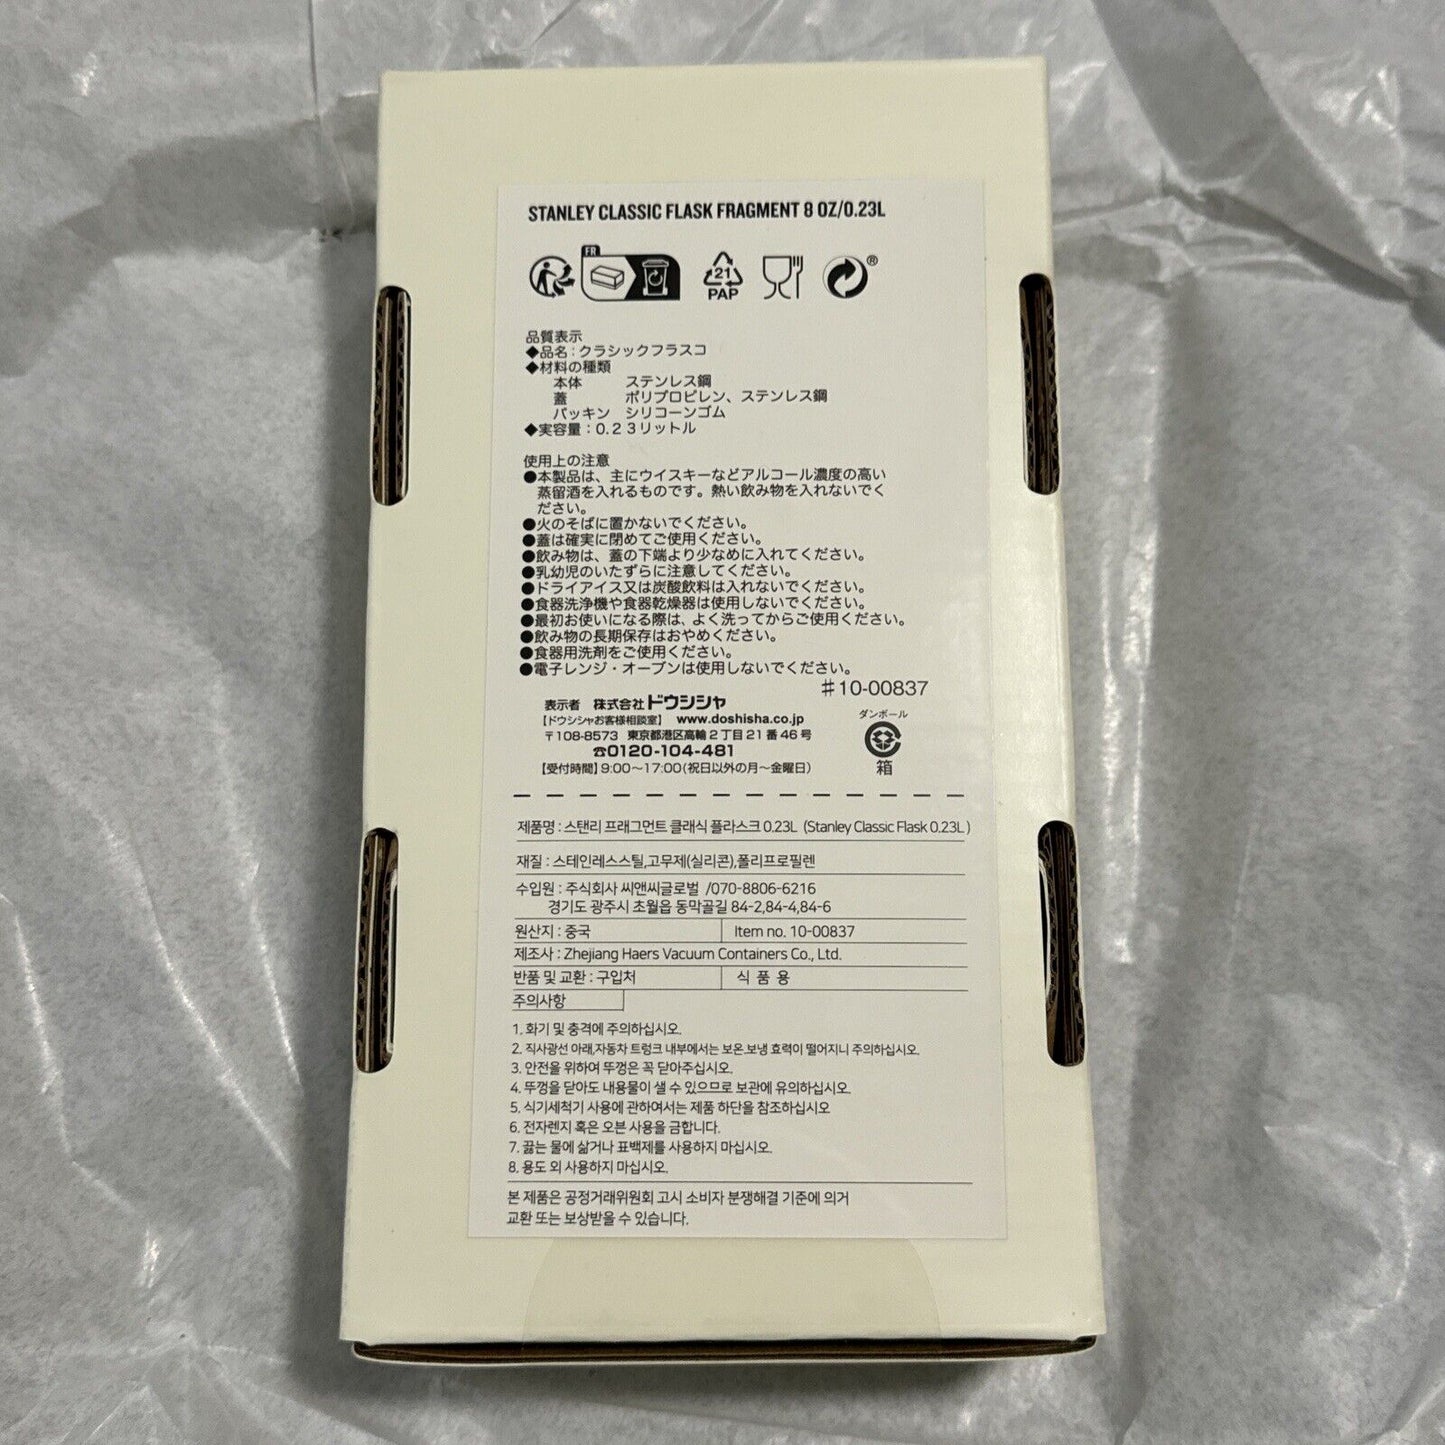 STANLEY CLASSIC FLASK FRAGMENT 8 OZ/0.23L
FR
21
PAP
®
品質表示
◆品名：クラシックフラスコ
◆材料の種類
本体 ステンレス鋼
蓋 ポリプロピレン、ステンレス鋼
パッキン シリコーンゴム
◆実容量：0.23リットル
使用上の注意
●本製品は、主にウイスキーなどアルコール濃度の高い
蒸留酒を入れるものです。熱い飲み物を入れないでく
ださい。
●火のそばに置かないでください。
●蓋は確実に閉めてご使用ください。
●飲み物は、蓋の下端より少なめに入れてください。
●乳幼児のいたずらに注意してください。
●ドライアイス又は炭酸飲料は入れないでください。
●食器洗浄機や食器乾燥器は使用しないでください。
●最初お使いになる際は、よく洗ってからご使用ください。
●飲み物の長期保存はおやめください。
●食器用洗剤をご使用ください。
●電子レンジ・オーブンは使用しないでください。
#10-00837
表示者 株式会社ドウシシャ
【ドウシシャお客様相談室】 www.doshisha.co.jp
〒108-8573 東京都港区高輪2丁目21番46号
☎0120-104-481
【受付時間】9:00～17:00(祝日以外の月～金曜日)
ダンボール
箱
제품명 : 스탠리 프래그먼트 클래식 플라스크 0.23L (Stanley Classic Flask 0.23L )
재질 : 스테인레스스틸,고무제(실리콘),폴리프로필렌
수입원 : 주식회사 씨앤씨글로벌 /070-8806-6216
경기도 광주시 초월읍 동막골길 84-2,84-4,84-6
원산지 : 중국 Item no. 10-00837
제조사 : Zhejiang Haers Vacuum Containers Co., Ltd.
반품 및 교환 : 구입처 식 품 용
주의사항
1. 화기 및 충격에 주의하십시오.
2. 직사광선 아래,자동차 트렁크 내부에서는 보온.보냉 효력이 떨어지니 주의하십시오.
3. 안전을 위하여 뚜껑은 꼭 닫아주십시오.
4. 뚜껑을 닫아도 내용물이 샐 수 있으므로 보관에 유의하십시오.
5. 식기세척기 사용에 관하여서는 제품 하단을 참조하십시오
6. 전자렌지 혹은 오븐 사용을 금합니다.
7. 끓는 물에 삶거나 표백제를 사용하지 마십시오.
8. 용도 외 사용하지 마십시오.
본 제품은 공정거래위원회 고시 소비자 분쟁해결 기준에 의거
교환 또는 보상받을 수 있습니다.